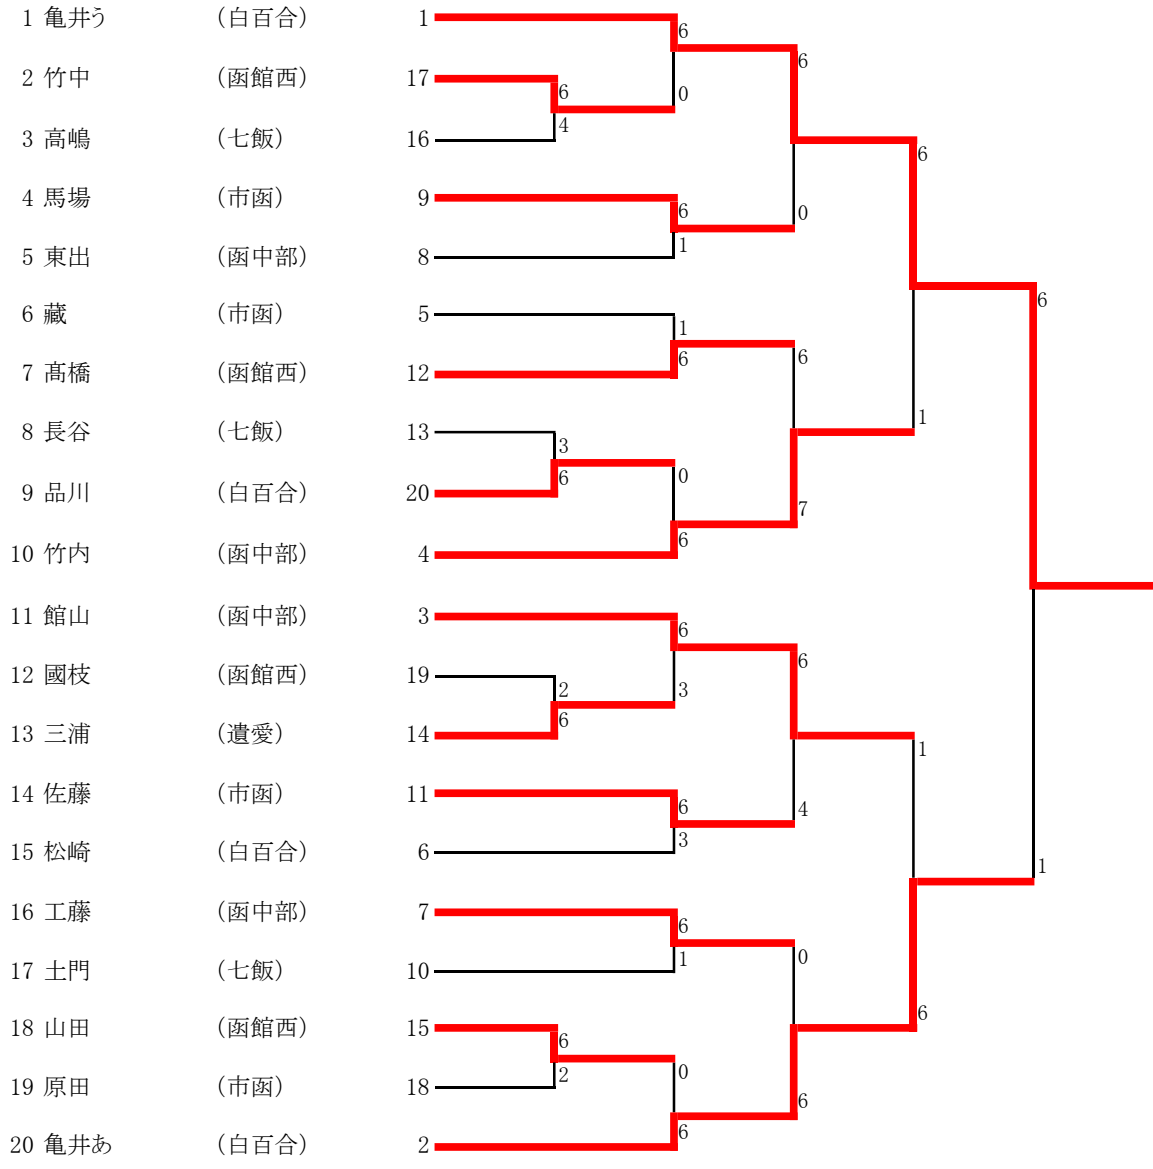 1 亀井う (白百合) 1
6
6
2 竹中 (函館西) 17
6
0
4
3 高嶋 (七飯) 16
6
4 馬場 (市函) 9
6
0
1
5 東出 (函中部) 8
6
6 藏 (市函) 5
1
6
6
7 髙橋 (函館西) 12
1
8 長谷 (七飯) 13
3
6
0
9 品川 (白百合) 20
7
6
10 竹内 (函中部) 4
11 館山 (函中部) 3
6
6
12 國枝 (函館西) 19
2
3
6
13 三浦 (遺愛) 14
1
14 佐藤 (市函) 11
6
4
3
15 松崎 (白百合) 6
1
16 工藤 (函中部) 7
6
0
1
17 土門 (七飯) 10
6
18 山田 (函館西) 15
6
0
2
19 原田 (市函) 18
6
6
20 亀井あ (白百合) 2